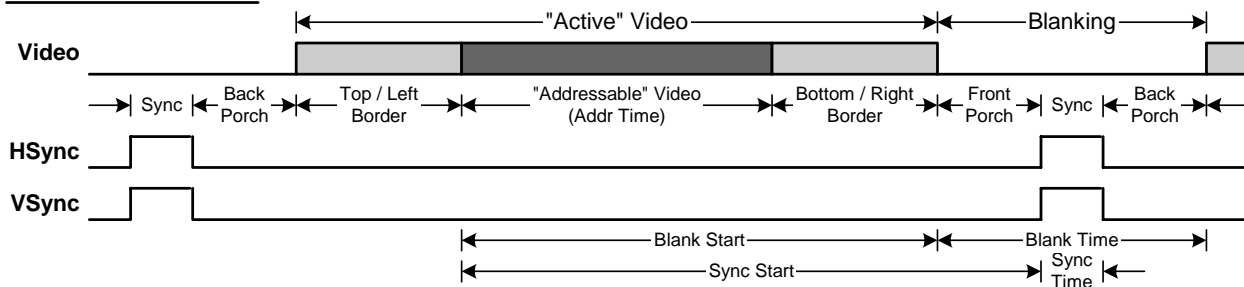 "Active" Video
Blanking
Video
Sync
Back
Porch
Top / Left
Border
"Addressable" Video
(Addr Time)
Bottom / Right
Border
Front
Porch
Sync
Back
Porch
HSync
VSync
Blank Start
Blank Time
Sync Start
Sync
Time